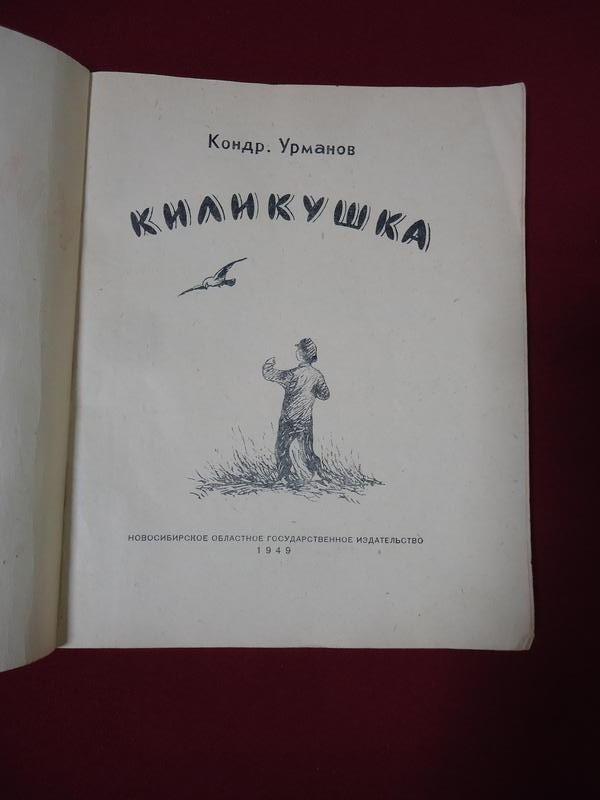 Кондр. Урманов
КИЛИКУШКА
НОВОСИБИРСКОЕ ОБЛАСТНОЕ ГОСУДАРСТВЕННОЕ ИЗДАТЕЛЬСТВО
1949